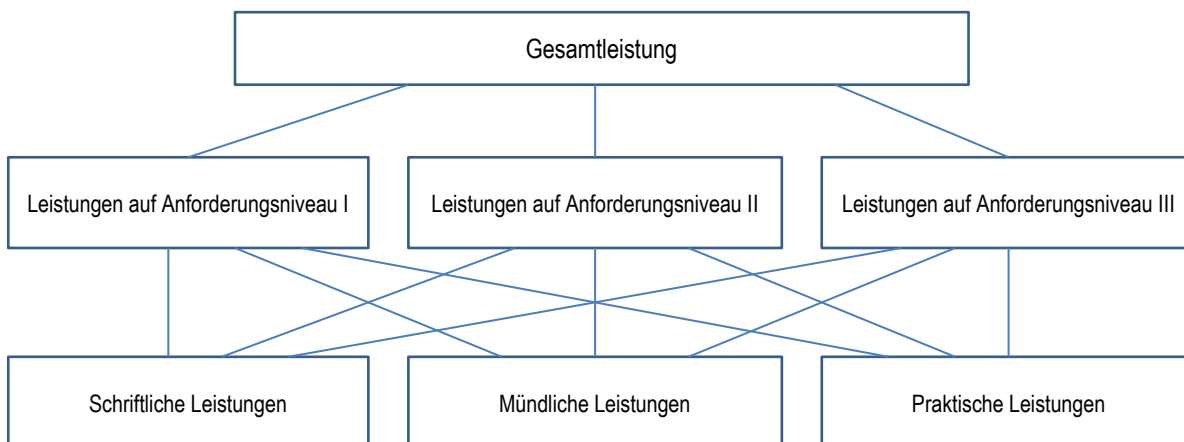 Gesamtleistung
Leistungen auf Anforderungsniveau I
Leistungen auf Anforderungsniveau II
Leistungen auf Anforderungsniveau III
Schriftliche Leistungen
Mündliche Leistungen
Praktische Leistungen